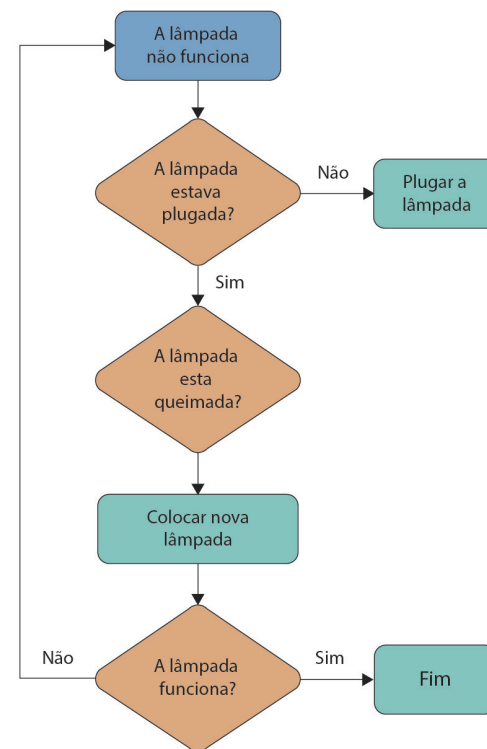 A lâmpada
não funciona
A lâmpada
estava
plugada?
Não
Plugar a
lâmpada
Sim
A lâmpada
esta
queimada?
Colocar nova
lâmpada
Não
A lâmpada
funciona?
Sim
Fim